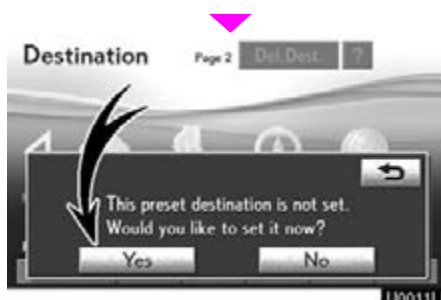 Destination Page 2 Del.Dest. ?
This preset destination is not set.
Would you like to set it now?
Yes No